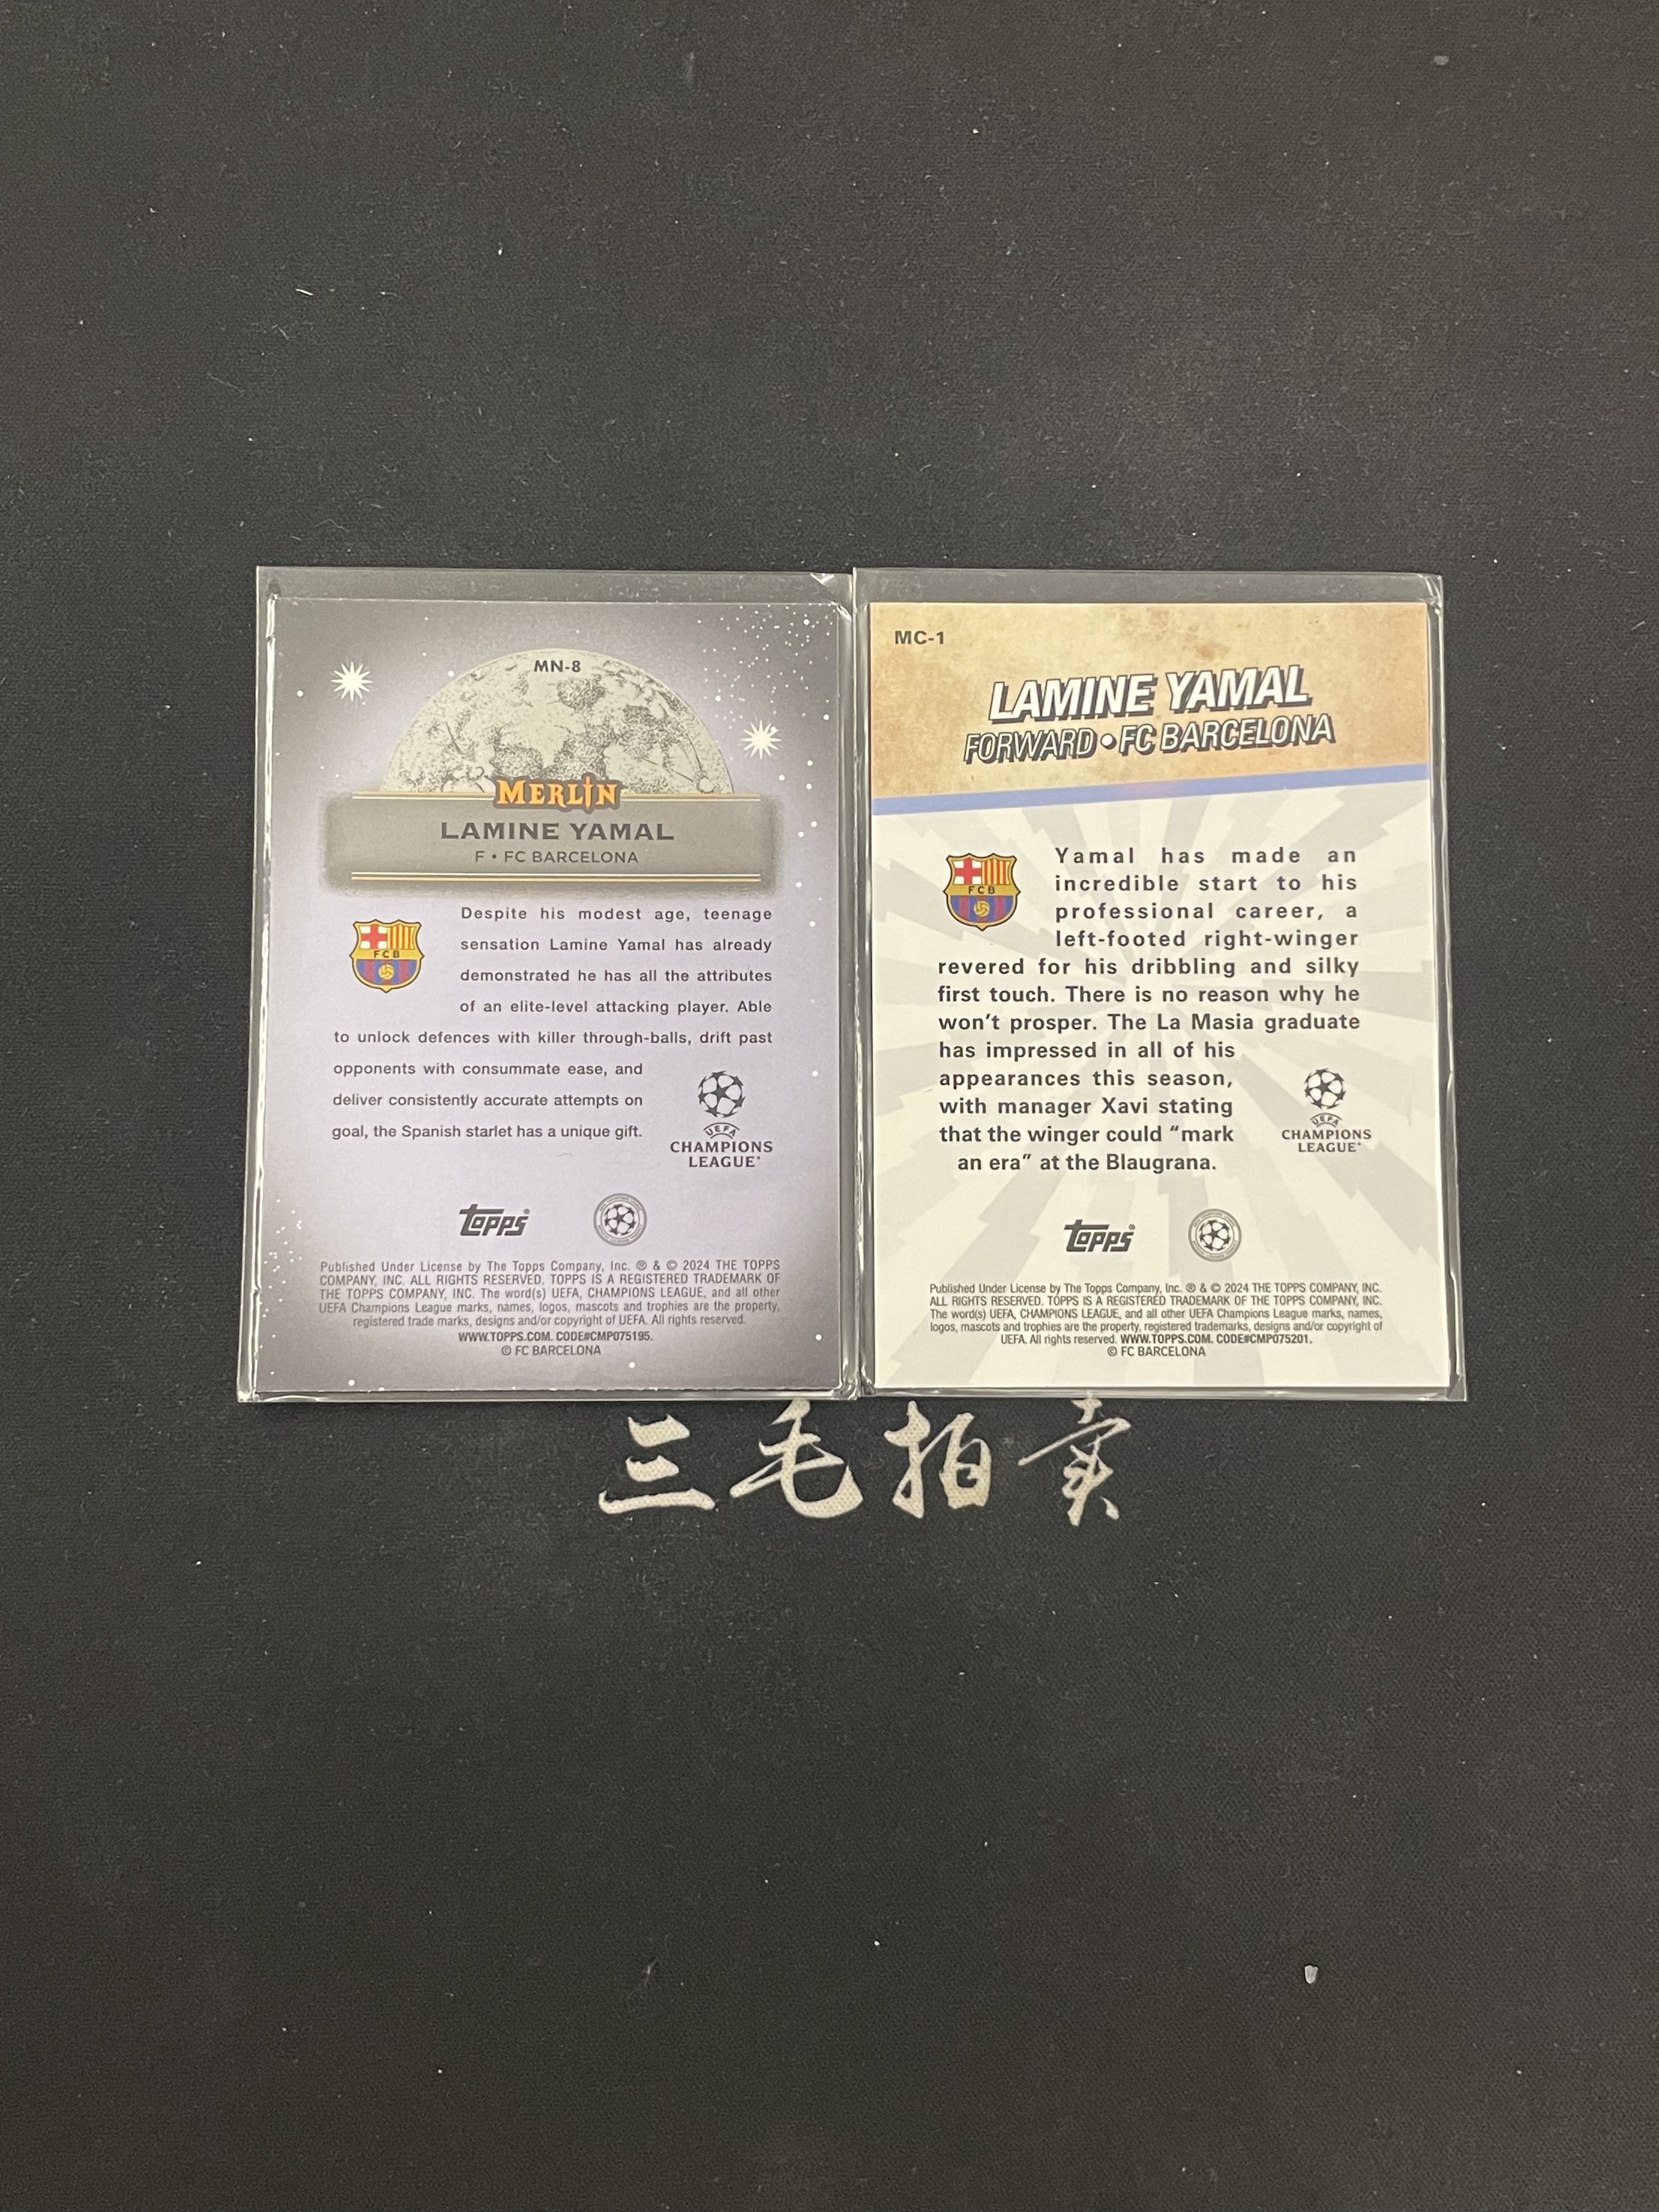 MN-8
MERLIN
LAMINE YAMAL
F • FC BARCELONA
FCB
Despite his modest age, teenage
sensation Lamine Yamal has already
demonstrated he has all the attributes
of an elite-level attacking player. Able
to unlock defences with killer through-balls, drift past
opponents with consummate ease, and
deliver consistently accurate attempts on
goal, the Spanish starlet has a unique gift.
UEFA
CHAMPIONS
LEAGUE
topps
Published Under License by The Topps Company, Inc. ® & © 2024 THE TOPPS
COMPANY, INC. ALL RIGHTS RESERVED. TOPPS IS A REGISTERED TRADEMARK OF
THE TOPPS COMPANY, INC. The word(s) UEFA, CHAMPIONS LEAGUE, and all other
UEFA Champions League marks, names, logos, mascots and trophies are the property,
registered trade marks, designs and/or copyright of UEFA. All rights reserved.
WWW.TOPPS.COM. CODE#CMP075195.
© FC BARCELONA
MC-1
LAMINE YAMAL
FORWARD • FC BARCELONA
FCB
Yamal has made an
incredible start to his
professional career, a
left-footed right-winger
revered for his dribbling and silky
first touch. There is no reason why he
won't prosper. The La Masia graduate
has impressed in all of his
appearances this season,
with manager Xavi stating
that the winger could “mark
an era” at the Blaugrana.
UEFA
CHAMPIONS
LEAGUE
topps
Published Under License by The Topps Company, Inc. ® & © 2024 THE TOPPS COMPANY, INC.
ALL RIGHTS RESERVED. TOPPS IS A REGISTERED TRADEMARK OF THE TOPPS COMPANY, INC.
The word(s) UEFA, CHAMPIONS LEAGUE, and all other UEFA Champions League marks, names,
logos, mascots and trophies are the property, registered trademarks, designs and/or copyright of
UEFA. All rights reserved. WWW.TOPPS.COM. CODE#CMP075201.
© FC BARCELONA
三毛拍卖